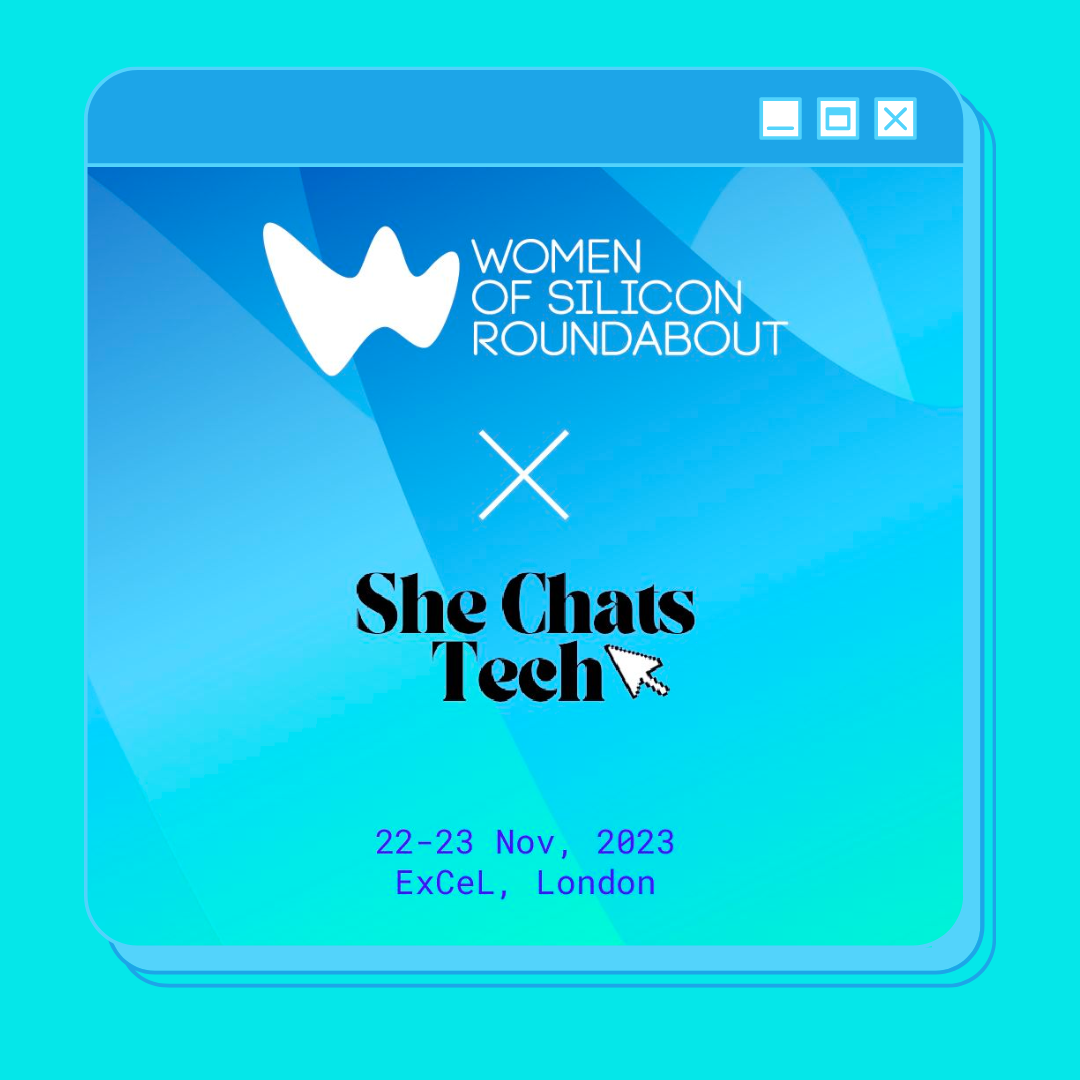 WOMEN
OF SILICON
ROUNDABOUT
She Chats
Tech
22-23 Nov, 2023
ExCeL, London